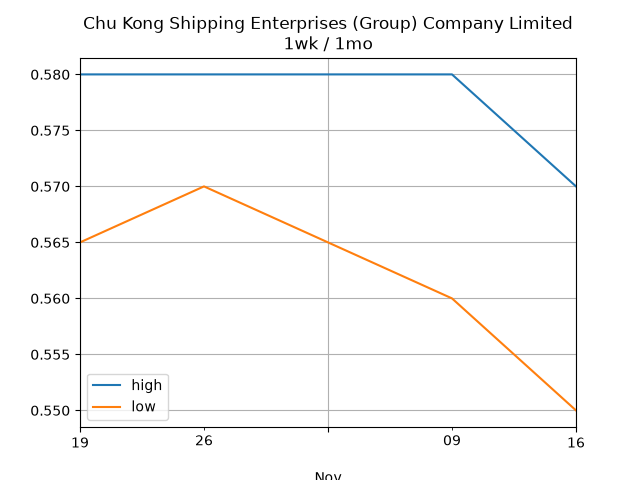 Chu Kong Shipping Enterprises (Group) Company Limited
1wk / 1mo
0.580
0.575
0.570
0.565
0.560
0.555
0.550
high
low
19
26
09
16
Nov